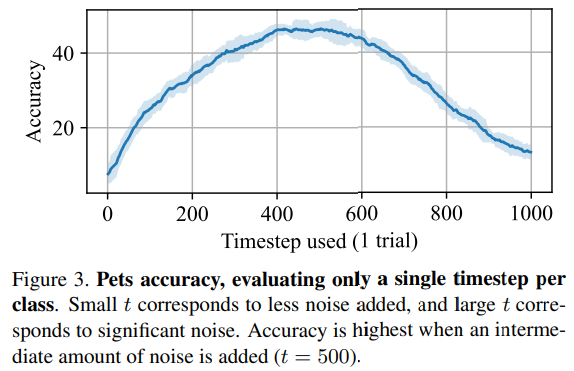 Accuracy
40
20
0
200
400
600
800
1000
Timestep used (1 trial)
Figure 3. Pets accuracy, evaluating only a single timestep per
class. Small t corresponds to less noise added, and large t corre-
sponds to significant noise. Accuracy is highest when an interme-
diate amount of noise is added (t = 500).